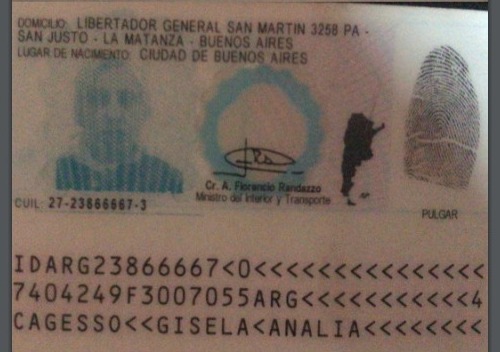 DOMICILIO: LIBERTADOR GENERAL SAN MARTIN 3258 PA -
SAN JUSTO - LA MATANZA - BUENOS AIRES
LUGAR DE NACIMIENTO: CIUDAD DE BUENOS AIRES
Cr. A. Florencio Randazzo
Ministro del Interior y Transporte
CUIL: 27-23866667-3
PULGAR
IDARG23866667<0<<<<<<<<<<<<<<<
7404249F3007055ARG<<<<<<<<<<<4
CAGESSO<<GISELA<ANALIA<<<<<<<<